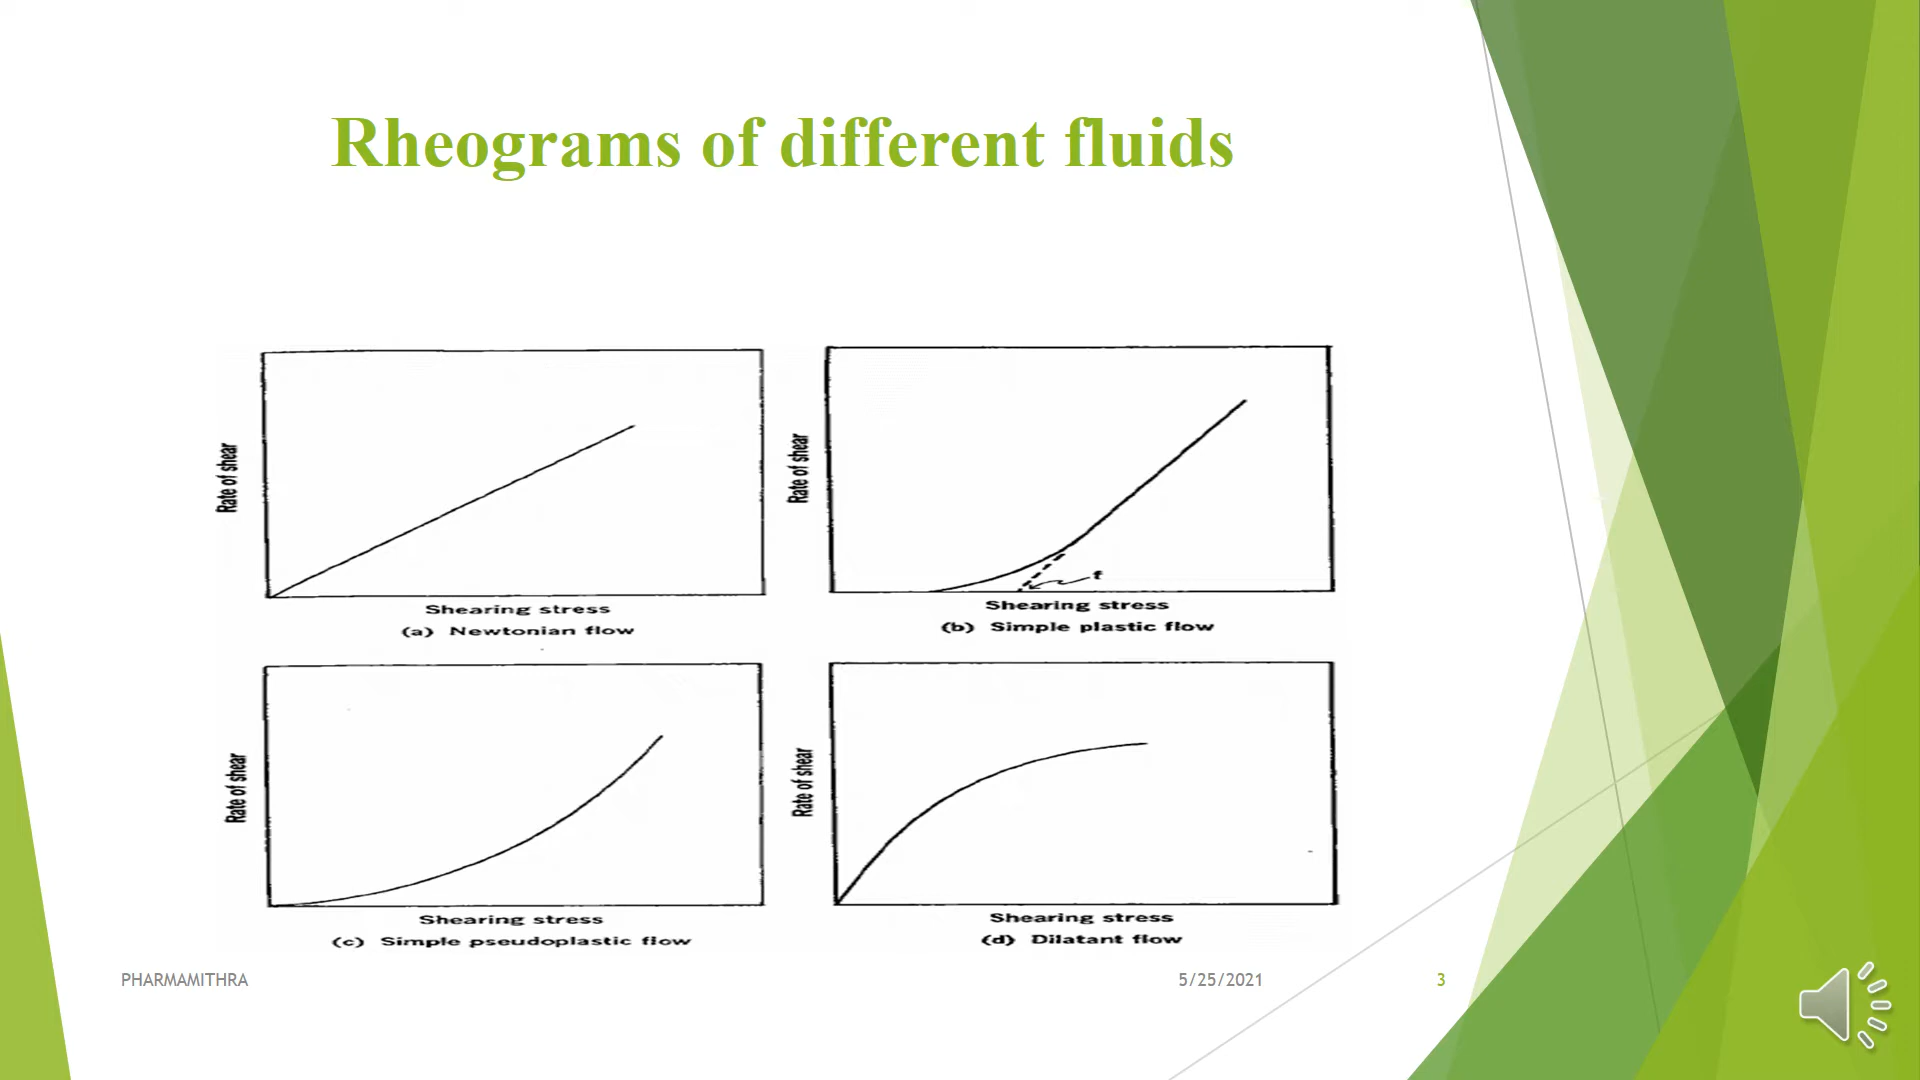 Rheograms of different fluids
Rate of shear
Shearing stress
(a) Newtonian flow
Rate of shear
f
Shearing stress
(b) Simple plastic flow
Rate of shear
Shearing stress
(c) Simple pseudoplastic flow
Rate of shear
Shearing stress
(d) Dilatant flow
PHARMAMITHRA
5/25/2021
3